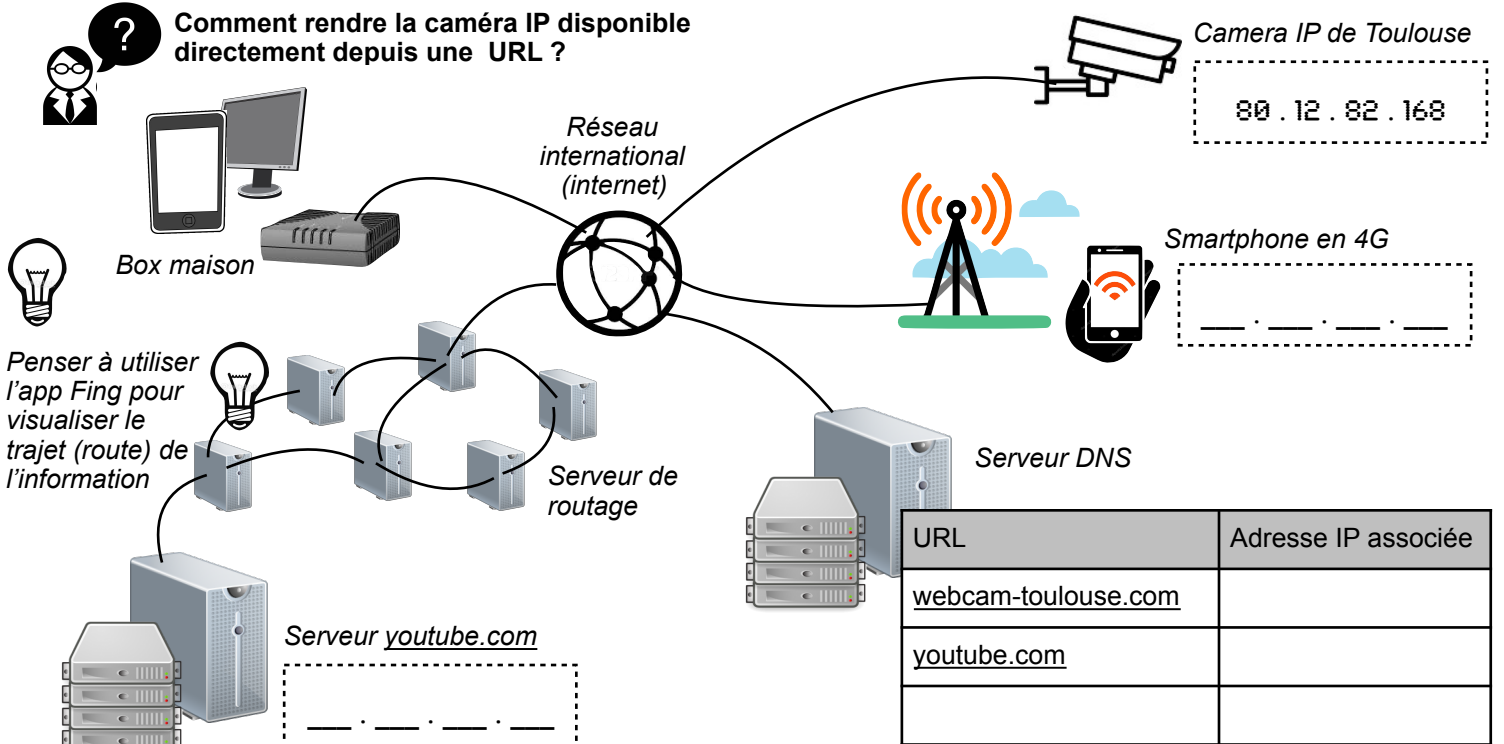 ?
Comment rendre la caméra IP disponible
directement depuis une URL ?
Camera IP de Toulouse
80 . 12 . 82 . 168
Réseau
international
(internet)
Box maison
Smartphone en 4G
___ . ___ . ___ . ___
Penser à utiliser
l'app Fing pour
visualiser le
trajet (route) de
l'information
Serveur de
routage
Serveur DNS
URL
Adresse IP associée
webcam-toulouse.com
youtube.com
Serveur youtube.com
___ . ___ . ___ . ___